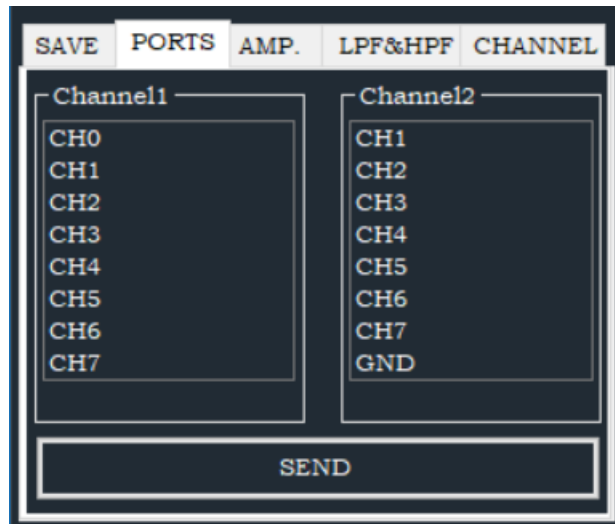 SAVE PORTS AMP. LPF&HPF CHANNEL
Channel1
CH0
CH1
CH2
CH3
CH4
CH5
CH6
CH7
Channel2
CH1
CH2
CH3
CH4
CH5
CH6
CH7
GND
SEND